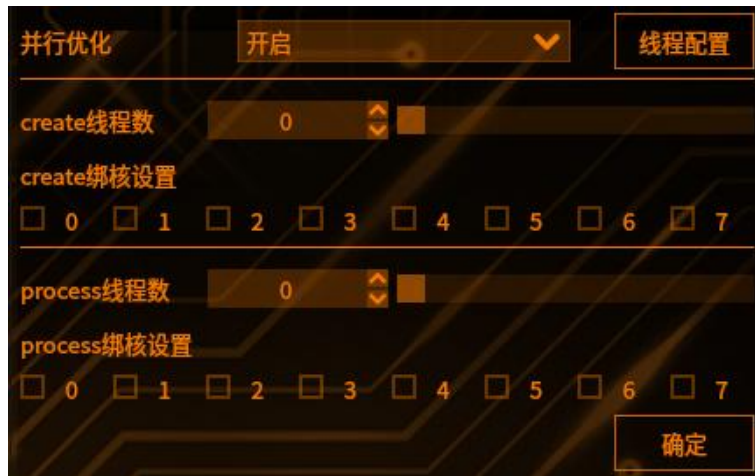 并行优化 开启 线程配置
create线程数 0
create绑核设置
0 1 2 3 4 5 6 7
process线程数 0
process绑核设置
0 1 2 3 4 5 6 7
确定